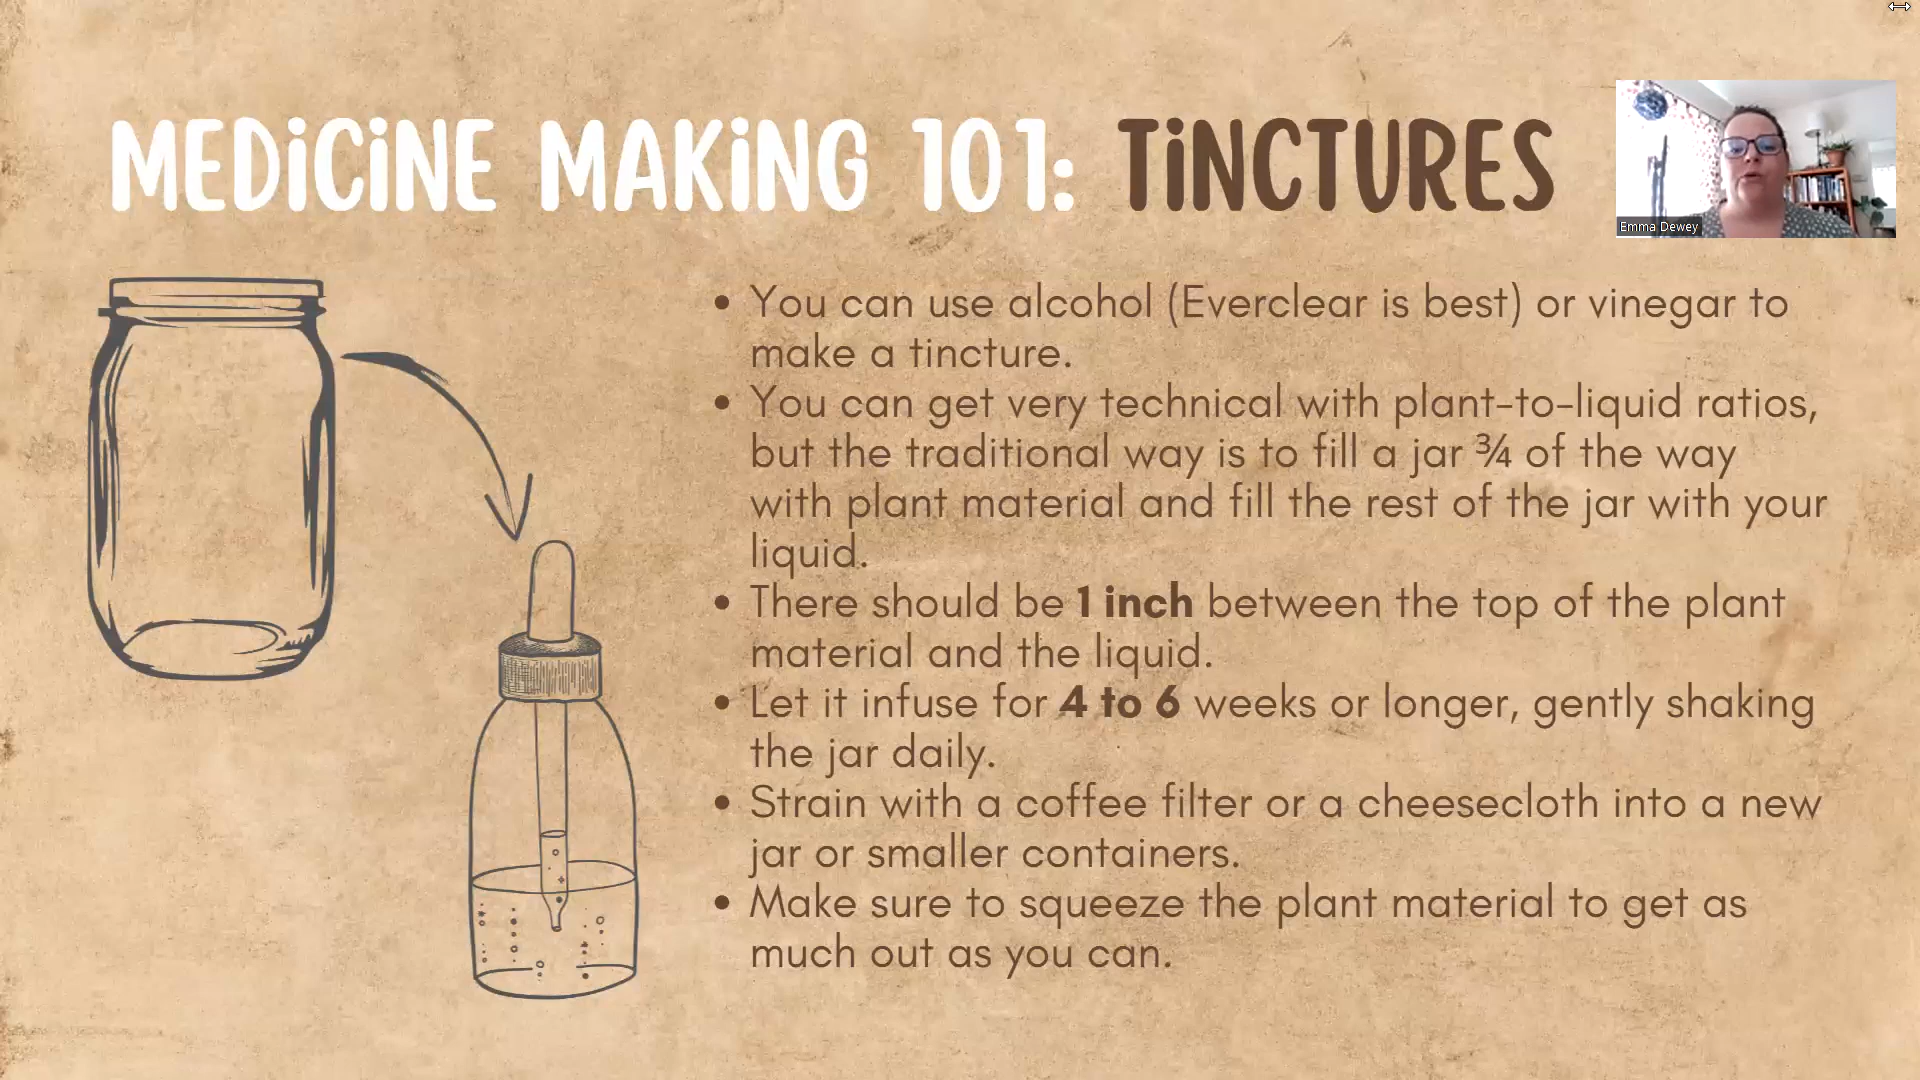 MEDiCiNE MAKiNG 101: TiNCTURES
Emma Dewey
• You can use alcohol (Everclear is best) or vinegar to
make a tincture.
• You can get very technical with plant-to-liquid ratios,
but the traditional way is to fill a jar ¾ of the way
with plant material and fill the rest of the jar with your
liquid.
• There should be 1 inch between the top of the plant
material and the liquid.
• Let it infuse for 4 to 6 weeks or longer, gently shaking
the jar daily.
• Strain with a coffee filter or a cheesecloth into a new
jar or smaller containers.
• Make sure to squeeze the plant material to get as
much out as you can.